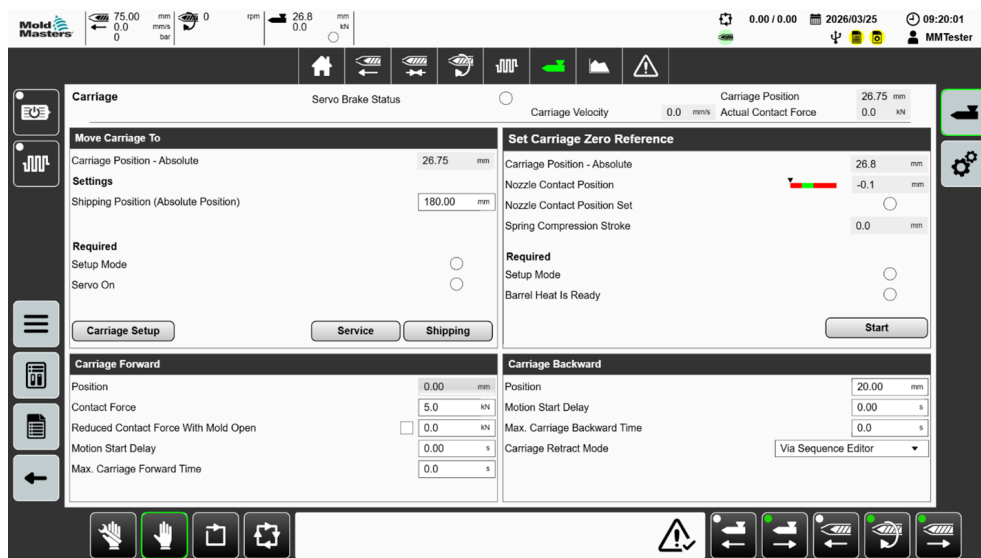 Mold Masters
75.00 mm
0.0 mm/s
0 bar
0 rpm
26.8 mm
0.0 kN
0.00 / 0.00
2026/03/25
09:20:01
MMTester
Carriage
Servo Brake Status
Carriage Velocity 0.0 mm/s
Carriage Position 26.75 mm
Actual Contact Force 0.0 kN
Move Carriage To
Carriage Position - Absolute 26.75 mm
Settings
Shipping Position (Absolute Position) 180.00 mm
Required
Setup Mode
Servo On
Carriage Setup
Service
Shipping
Set Carriage Zero Reference
Carriage Position - Absolute 26.8 mm
Nozzle Contact Position -0.1 mm
Nozzle Contact Position Set
Spring Compression Stroke 0.0 mm
Required
Setup Mode
Barrel Heat Is Ready
Start
Carriage Forward
Position 0.00 mm
Contact Force 5.0 kN
Reduced Contact Force With Mold Open 0.0 kN
Motion Start Delay 0.00 s
Max. Carriage Forward Time 0.0 s
Carriage Backward
Position 20.00 mm
Motion Start Delay 0.00 s
Max. Carriage Backward Time 0.0 s
Carriage Retract Mode Via Sequence Editor